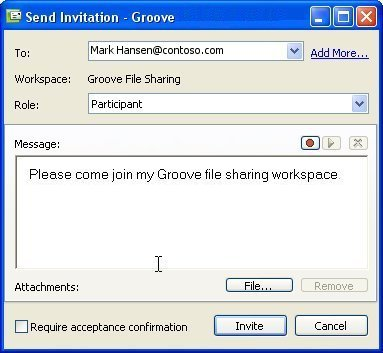 Send Invitation - Groove
To: Mark Hansen@contoso.com Add More...
Workspace: Groove File Sharing
Role: Participant
Message:
Please come join my Groove file sharing workspace.
Attachments: File... Remove
Require acceptance confirmation Invite Cancel